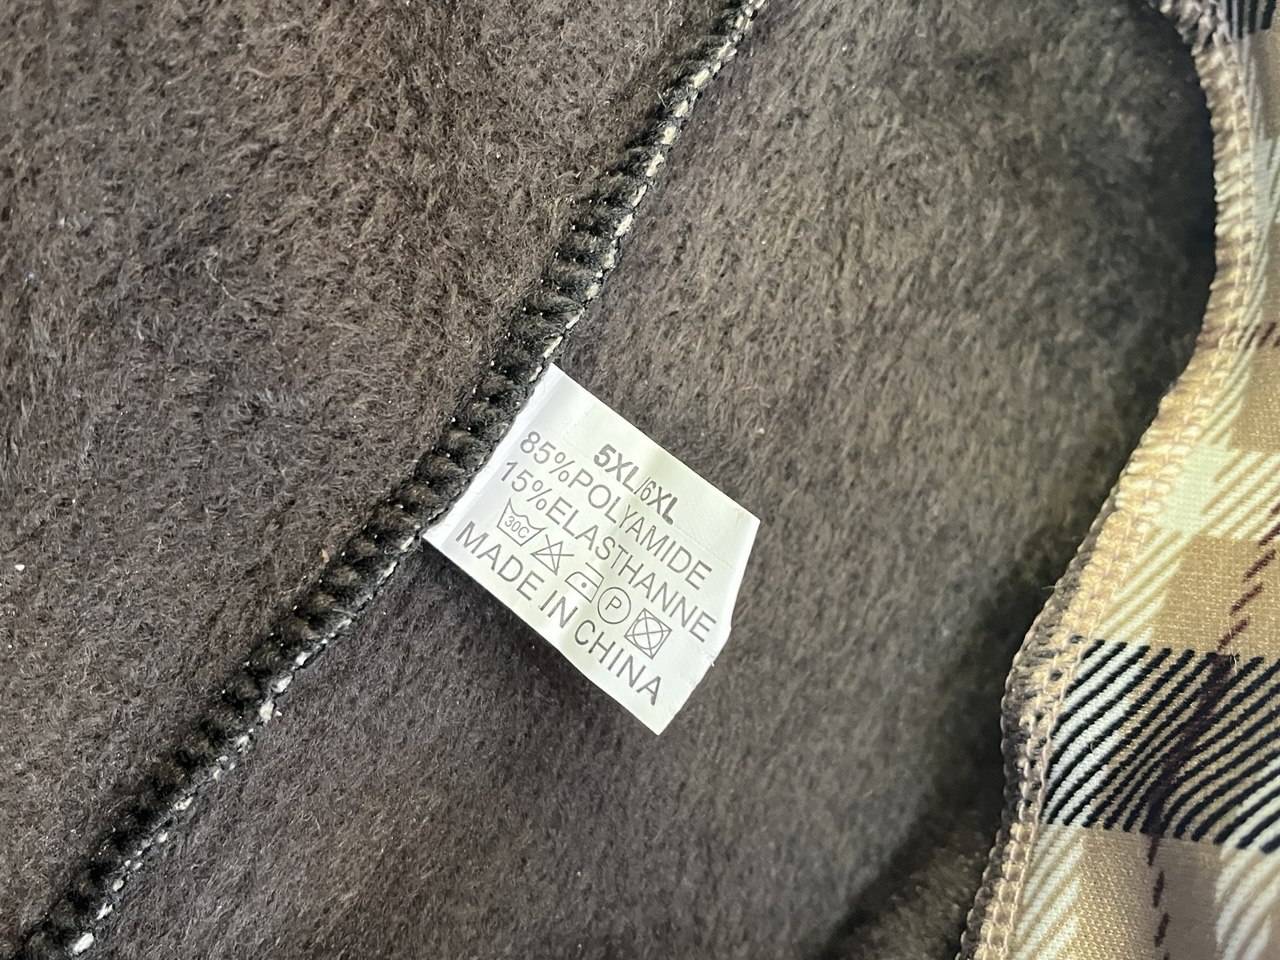 5XL/6XL
85%POLYAMIDE
15%ELASTHANNE
30C P
MADE IN CHINA